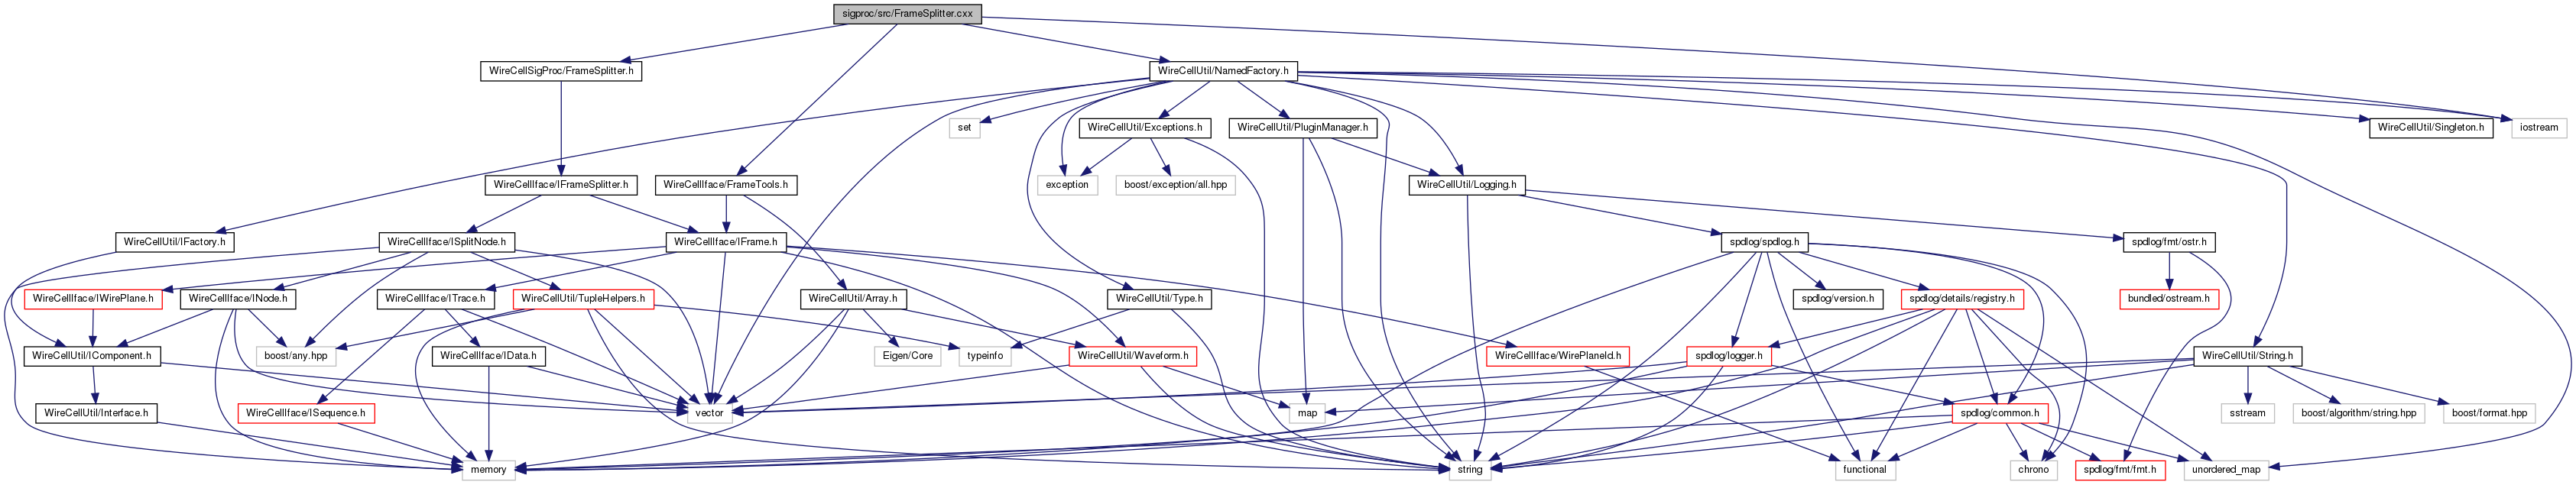 sigproc/src/FrameSplitter.cxx
WireCellSigProc/FrameSplitter.h
WireCellUtil/NamedFactory.h
set
WireCellUtil/Exceptions.h
WireCellUtil/PluginManager.h
WireCellUtil/Singleton.h
iostream
WireCellIface/IFrameSplitter.h
WireCellIface/FrameTools.h
exception
boost/exception/all.hpp
WireCellUtil/Logging.h
WireCellUtil/IFactory.h
WireCellIface/ISplitNode.h
WireCellIface/IFrame.h
spdlog/spdlog.h
spdlog/fmt/ostr.h
WireCellIface/IWirePlane.h
WireCellIface/INode.h
WireCellIface/ITrace.h
WireCellUtil/TupleHelpers.h
WireCellUtil/Array.h
WireCellUtil/Type.h
spdlog/version.h
spdlog/details/registry.h
bundled/ostream.h
WireCellUtil/IComponent.h
boost/any.hpp
WireCellIface/IData.h
Eigen/Core
typeinfo
WireCellUtil/Waveform.h
WireCellIface/WirePlaneId.h
spdlog/logger.h
WireCellUtil/String.h
WireCellUtil/Interface.h
WireCellIface/ISequence.h
vector
map
spdlog/common.h
sstream
boost/algorithm/string.hpp
boost/format.hpp
memory
string
functional
chrono
spdlog/fmt/fmt.h
unordered_map